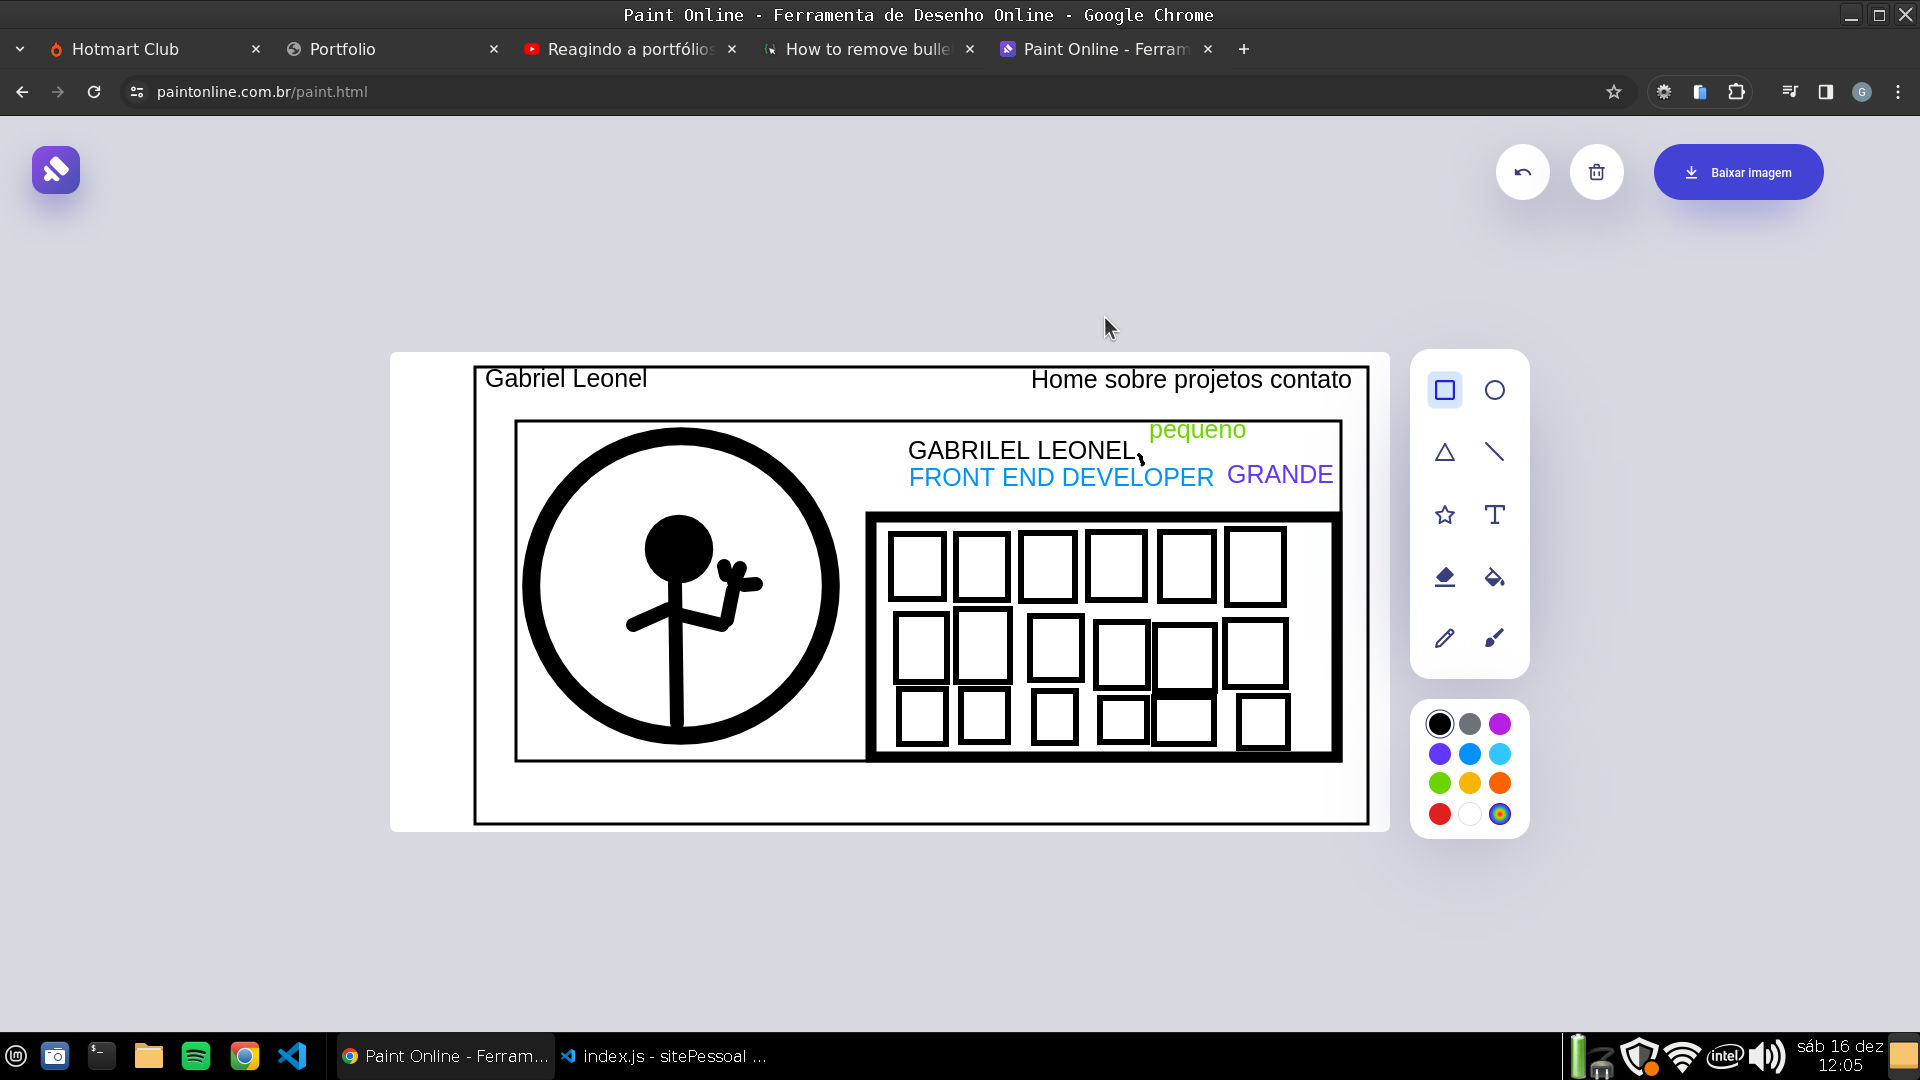 Paint Online - Ferramenta de Desenho Online - Google Chrome
Hotmart Club
Portfolio
Reagindo a portfólios
How to remove bulle
Paint Online - Ferram
paintonline.com.br/paint.html
G
Baixar imagem
Gabriel Leonel
Home sobre projetos contato
pequeno
GABRILEL LEONEL,
FRONT END DEVELOPER
GRANDE
T
Paint Online - Ferram...
index.js - sitePessoal ...
intel
sáb 16 dez
12:05